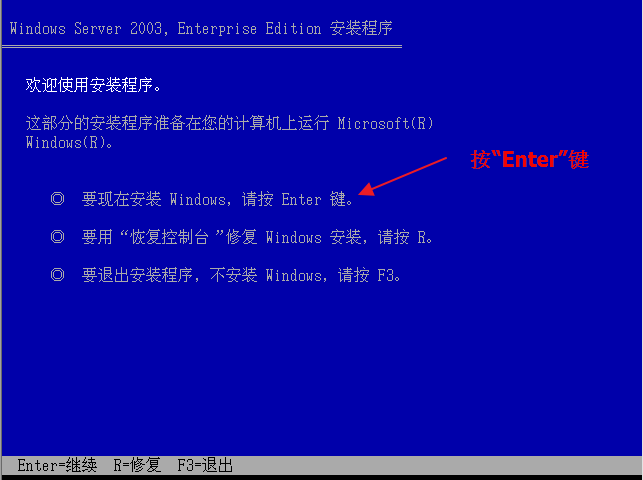 Windows Server 2003, Enterprise Edition 安装程序
欢迎使用安装程序。
这部分的安装程序准备在您的计算机上运行 Microsoft(R)
Windows(R)。
按“Enter”键
◎ 要现在安装 Windows，请按 Enter 键。
◎ 要用“恢复控制台”修复 Windows 安装，请按 R。
◎ 要退出安装程序，不安装 Windows，请按 F3。
Enter=继续 R=修复 F3=退出